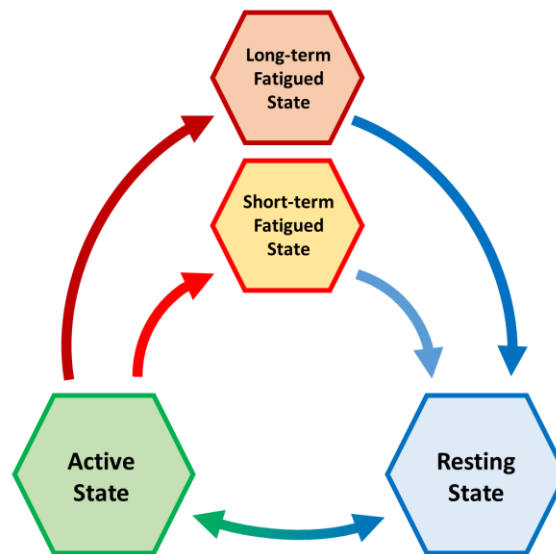 Long-term
Fatigued
State
Short-term
Fatigued
State
Active
State
Resting
State